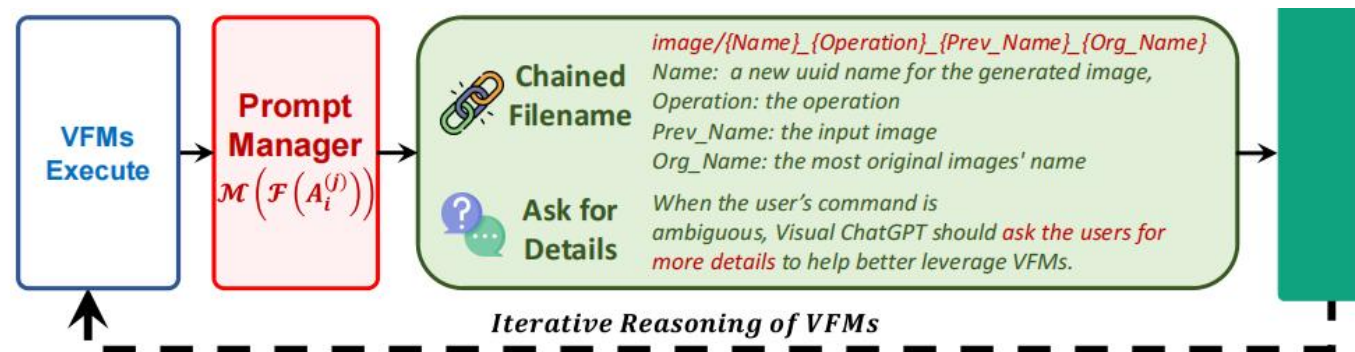 VFMs
Execute
Prompt
Manager
ℳ(ℱ(A_i^{(j)}))
Chained
Filename
image/{Name}_{Operation}_{Prev_Name}_{Org_Name}
Name: a new uuid name for the generated image,
Operation: the operation
Prev_Name: the input image
Org_Name: the most original images' name
Ask for
Details
When the user’s command is
ambiguous, Visual ChatGPT should ask the users for
more details to help better leverage VFMs.
Iterative Reasoning of VFMs